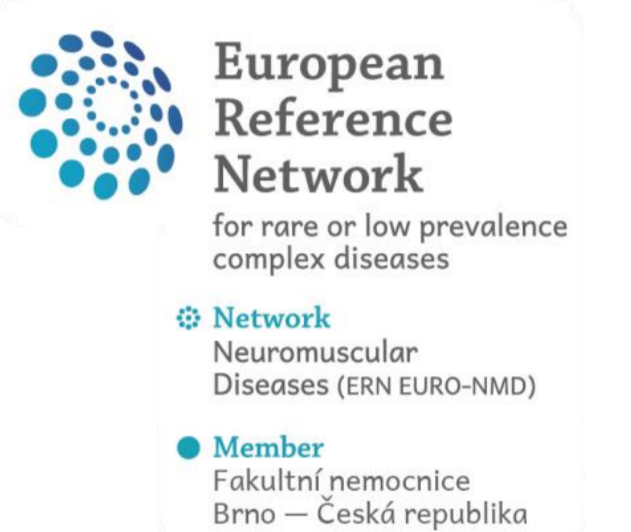 European
Reference
Network
for rare or low prevalence
complex diseases
Network
Neuromuscular
Diseases (ERN EURO-NMD)
Member
Fakultní nemocnice
Brno — Česká republika